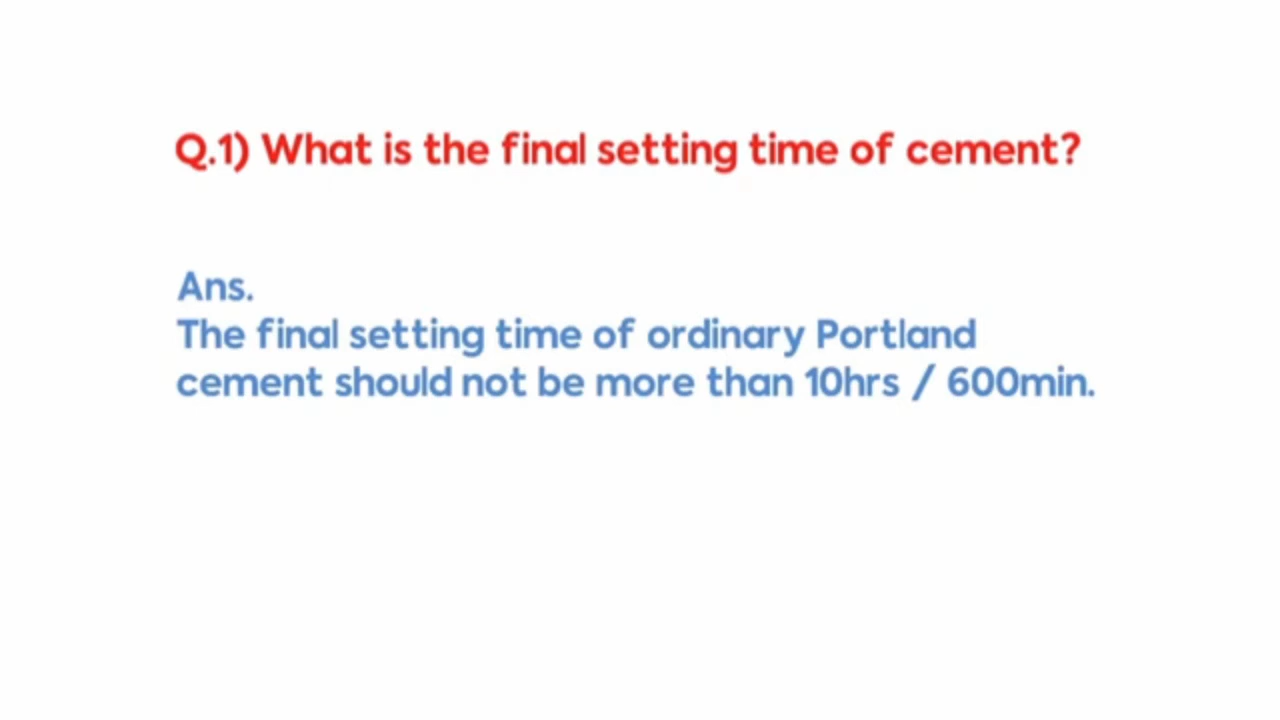 Q.1) What is the final setting time of cement?
Ans.
The final setting time of ordinary Portland
cement should not be more than 10hrs / 600min.